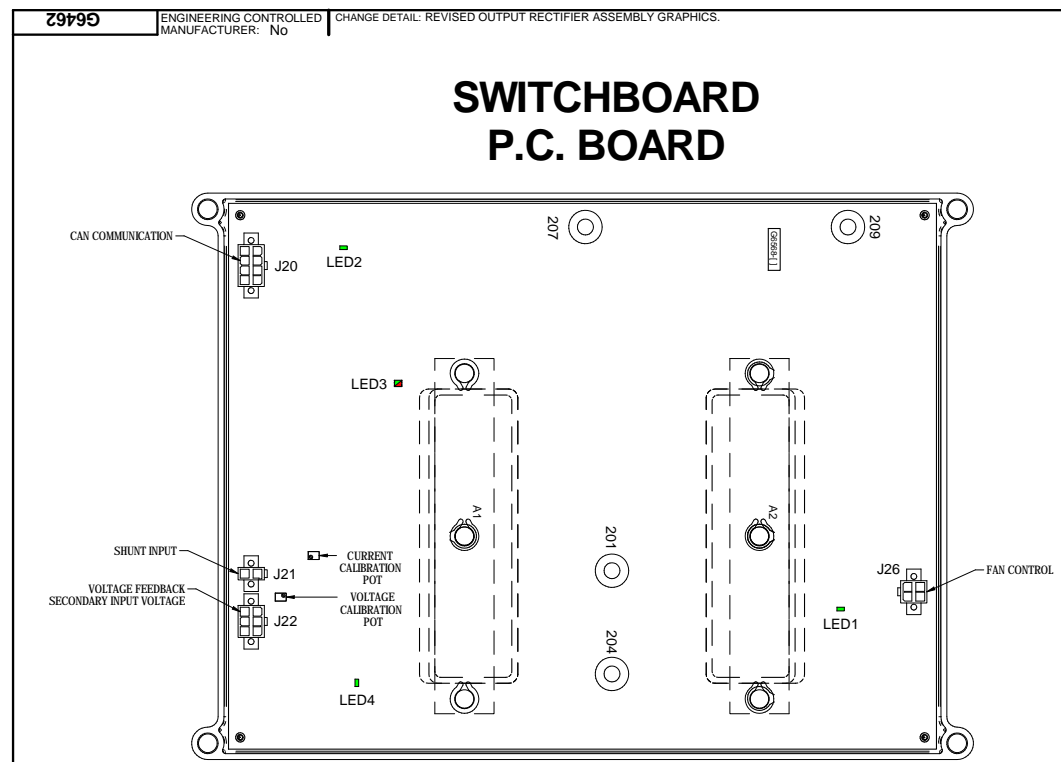 G6462
ENGINEERING CONTROLLED
MANUFACTURER: No
CHANGE DETAIL: REVISED OUTPUT RECTIFIER ASSEMBLY GRAPHICS.
SWITCHBOARD
P.C. BOARD
CAN COMMUNICATION
J20
LED2
207
G6568-[ ]
209
LED3
A1
A2
201
SHUNT INPUT
J21
CURRENT
CALIBRATION
POT
J26
FAN CONTROL
VOLTAGE FEEDBACK
SECONDARY INPUT VOLTAGE
J22
VOLTAGE
CALIBRATION
POT
LED1
204
LED4